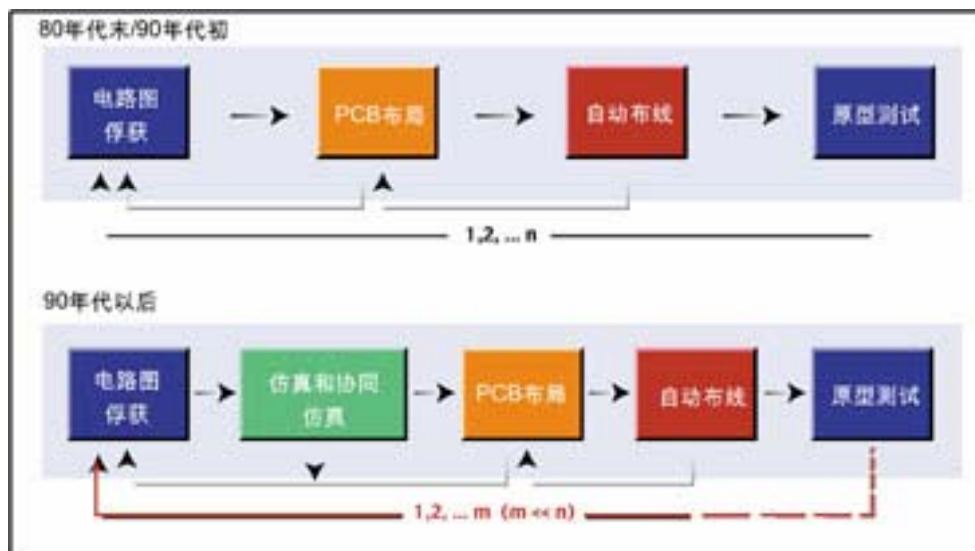 80年代末/90年代初
电路图
俘获
PCB布局
自动布线
原型测试
1,2, ... n
90年代以后
电路图
俘获
仿真和协同
仿真
PCB布局
自动布线
原型测试
1,2, ... m (m << n)